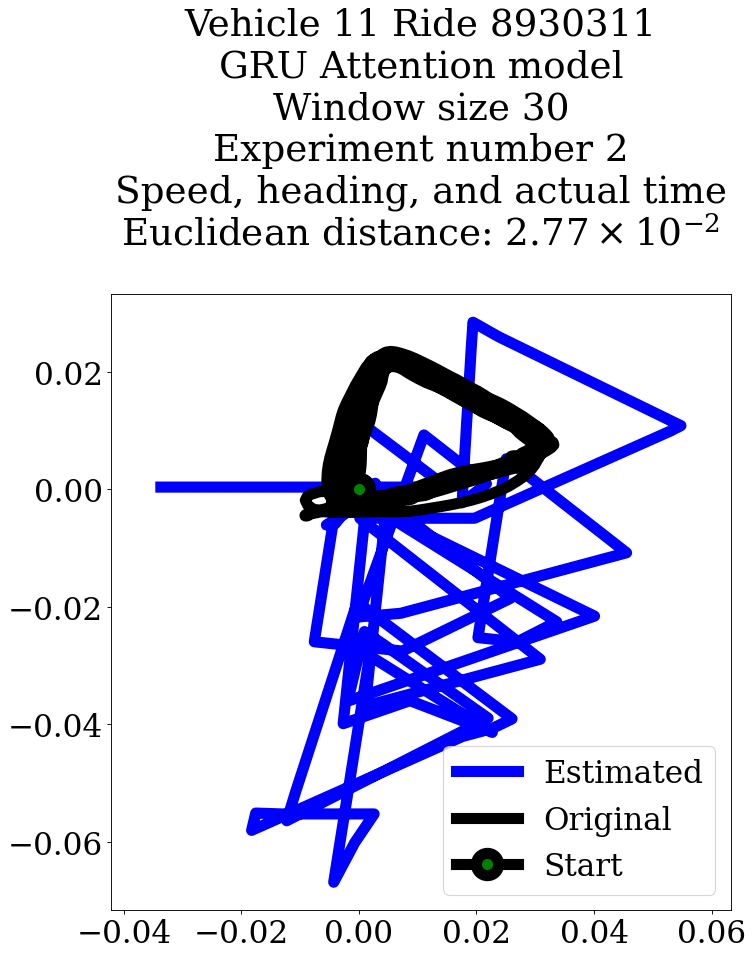 Vehicle 11 Ride 8930311
GRU Attention model
Window size 30
Experiment number 2
Speed, heading, and actual time
Euclidean distance: 2.77 × 10⁻²
0.02
0.00
−0.02
−0.04
−0.06
Estimated
Original
Start
−0.04 −0.02 0.00 0.02 0.04 0.06